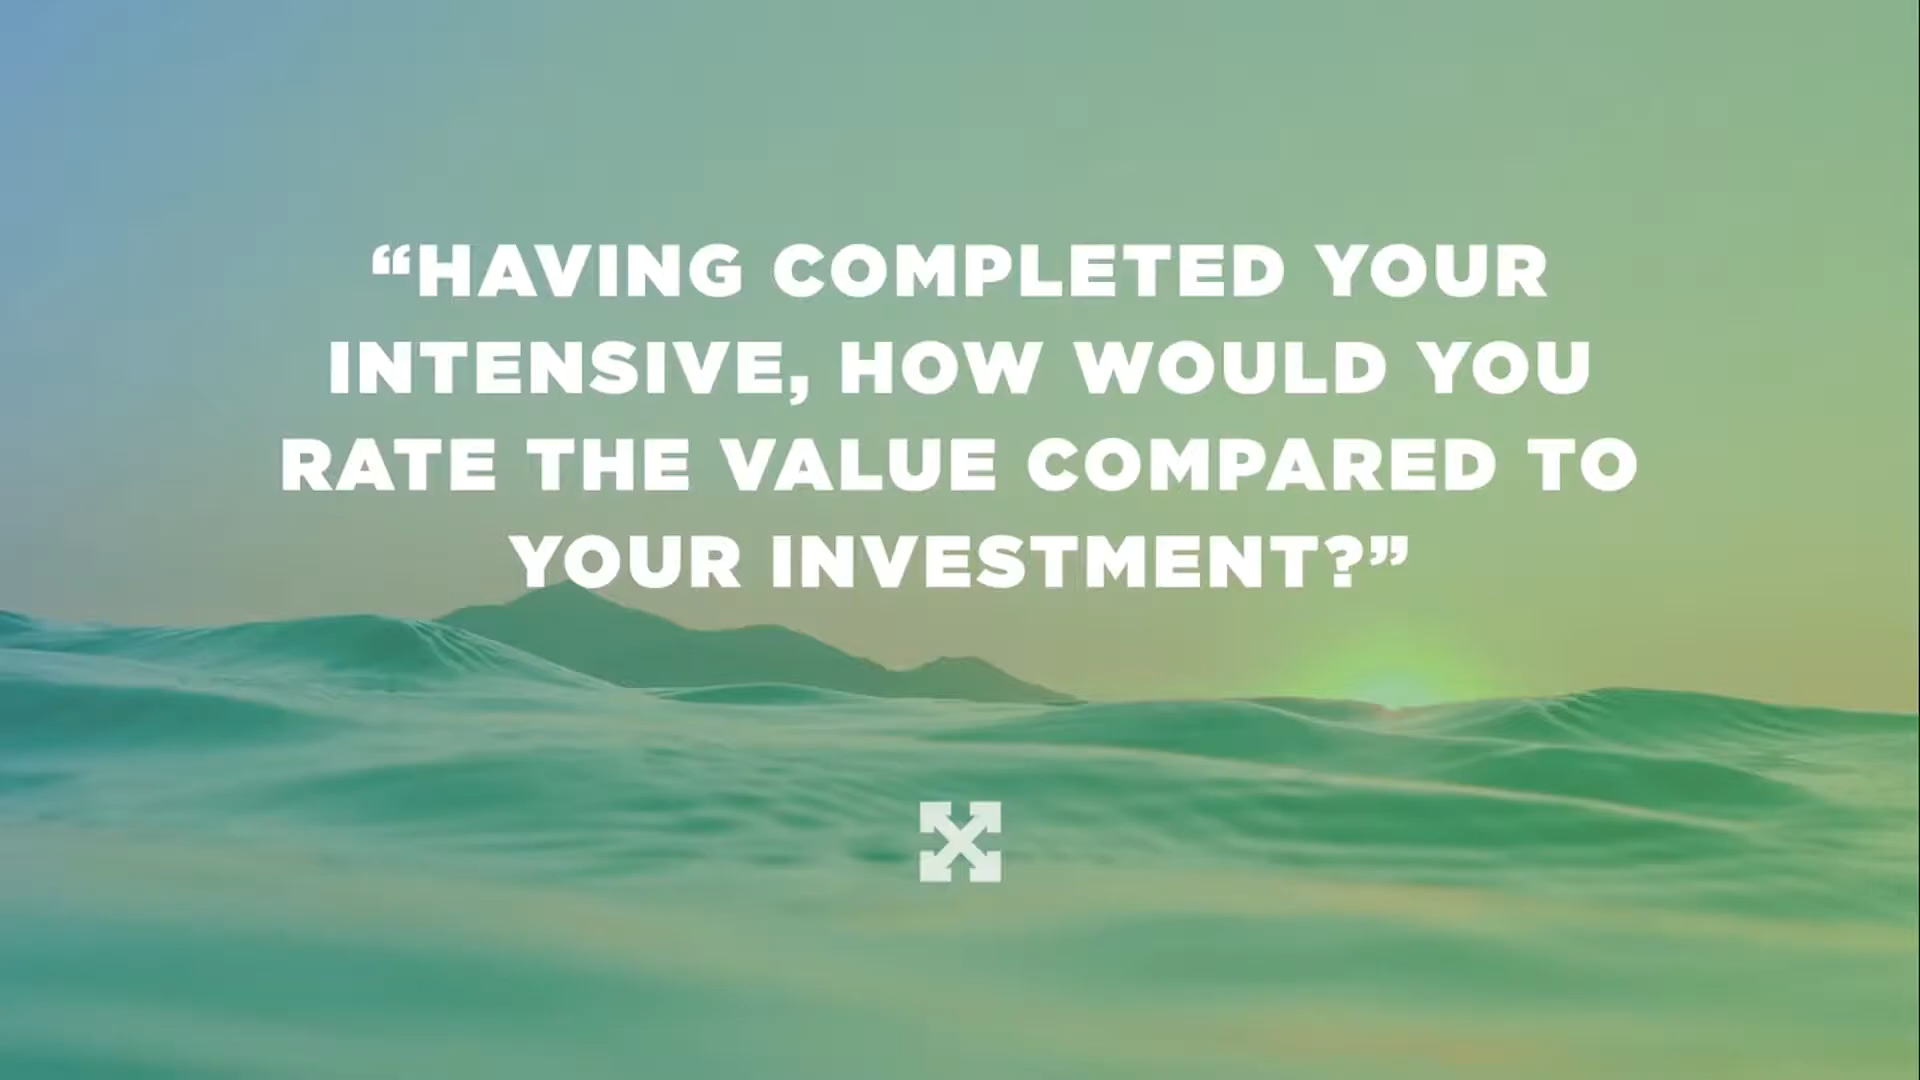 “HAVING COMPLETED YOUR
INTENSIVE, HOW WOULD YOU
RATE THE VALUE COMPARED TO
YOUR INVESTMENT?”